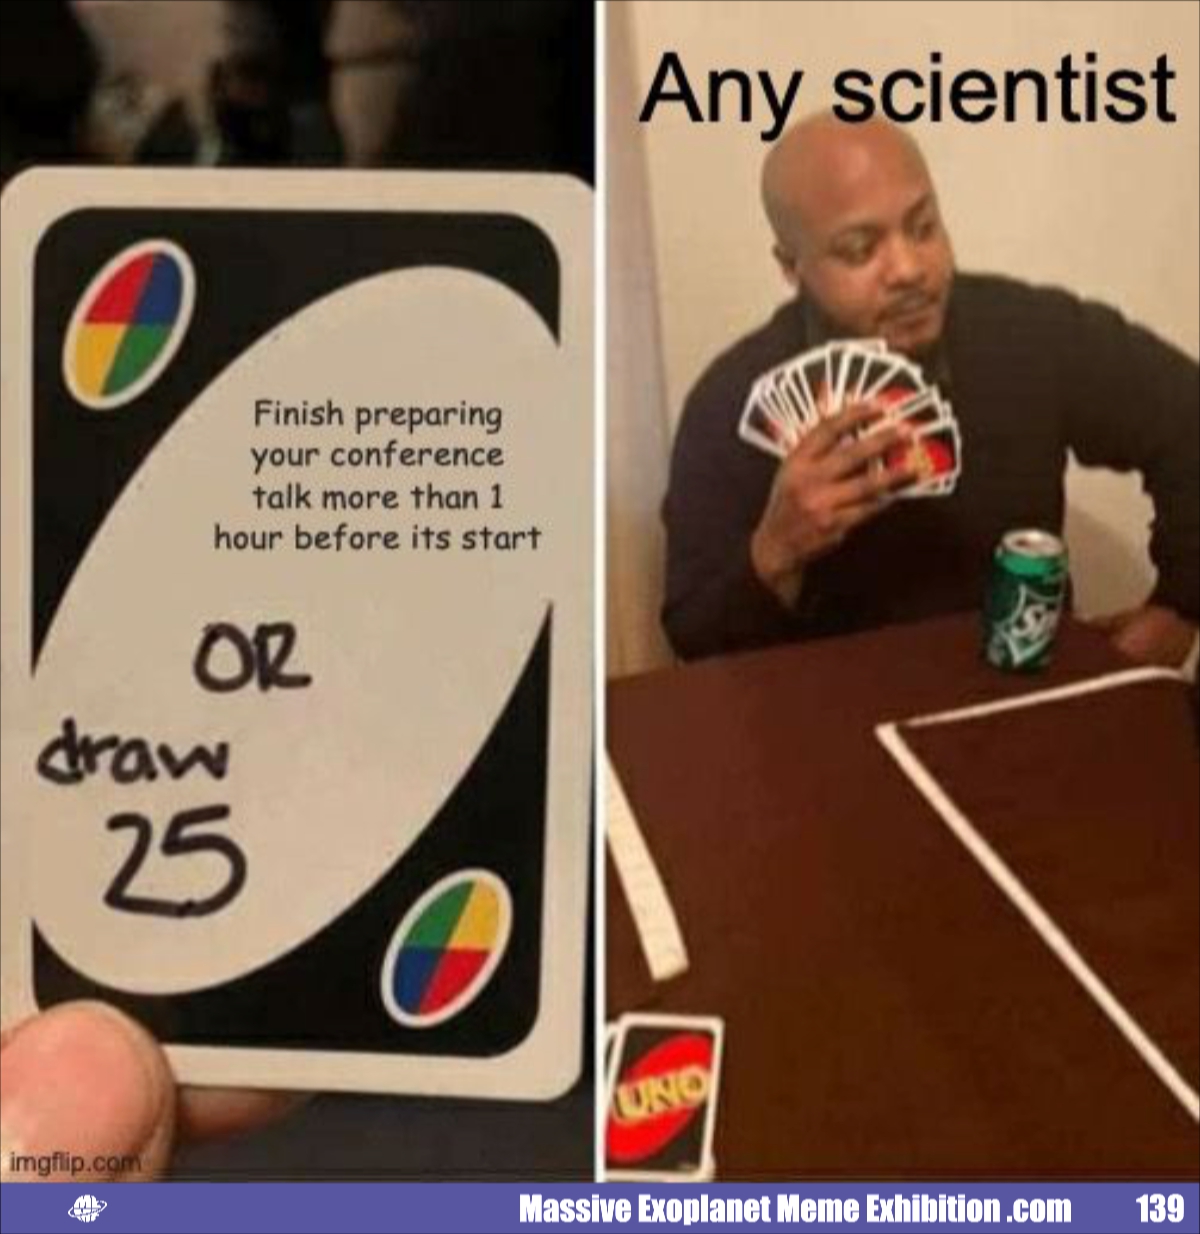 Any scientist
Finish preparing
your conference
talk more than 1
hour before its start
OR
draw
25
UNO
imgflip.com
Massive Exoplanet Meme Exhibition .com 139